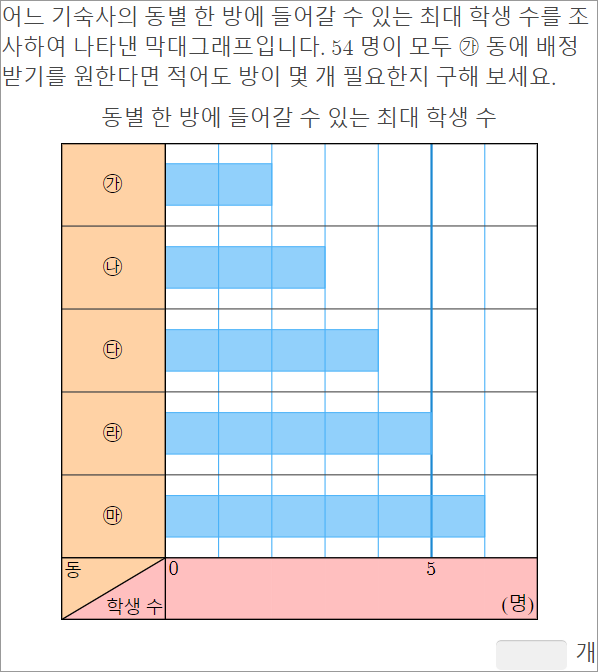 어느 기숙사의 동별 한 방에 들어갈 수 있는 최대 학생 수를 조
사하여 나타낸 막대그래프입니다. 54 명이 모두 ㉮ 동에 배정
받기를 원한다면 적어도 방이 몇 개 필요한지 구해 보세요.
동별 한 방에 들어갈 수 있는 최대 학생 수
㉮
㉯
㉰
㉱
㉲
동 0 5
학생 수 (명)
개